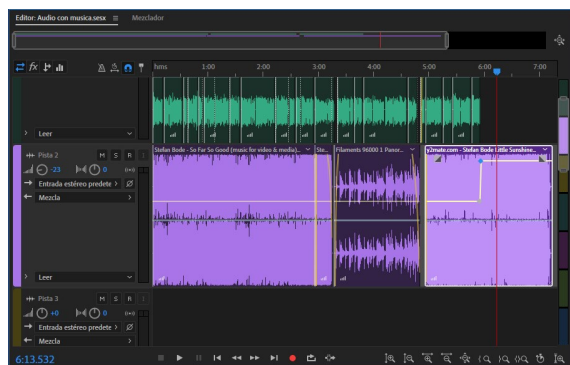 Editor: Audio con musica.sesx ≡ Mezclador
fx
hms 1:00 2:00 3:00 4:00 5:00 6:00 7:00
> Leer
Pista 2 M S R I
-23 0
Stefan Bode - So Far So Good (music for video & media)... Ste... Filaments 96000 1 Panor... y2mate.com - Stefan Bode Little Sunshine...
Entrada estéreo predete > Ø
Mezcla >
> Leer
Pista 3 M S R I
+0 0
Entrada estéreo predete > Ø
Mezcla >
6:13.532